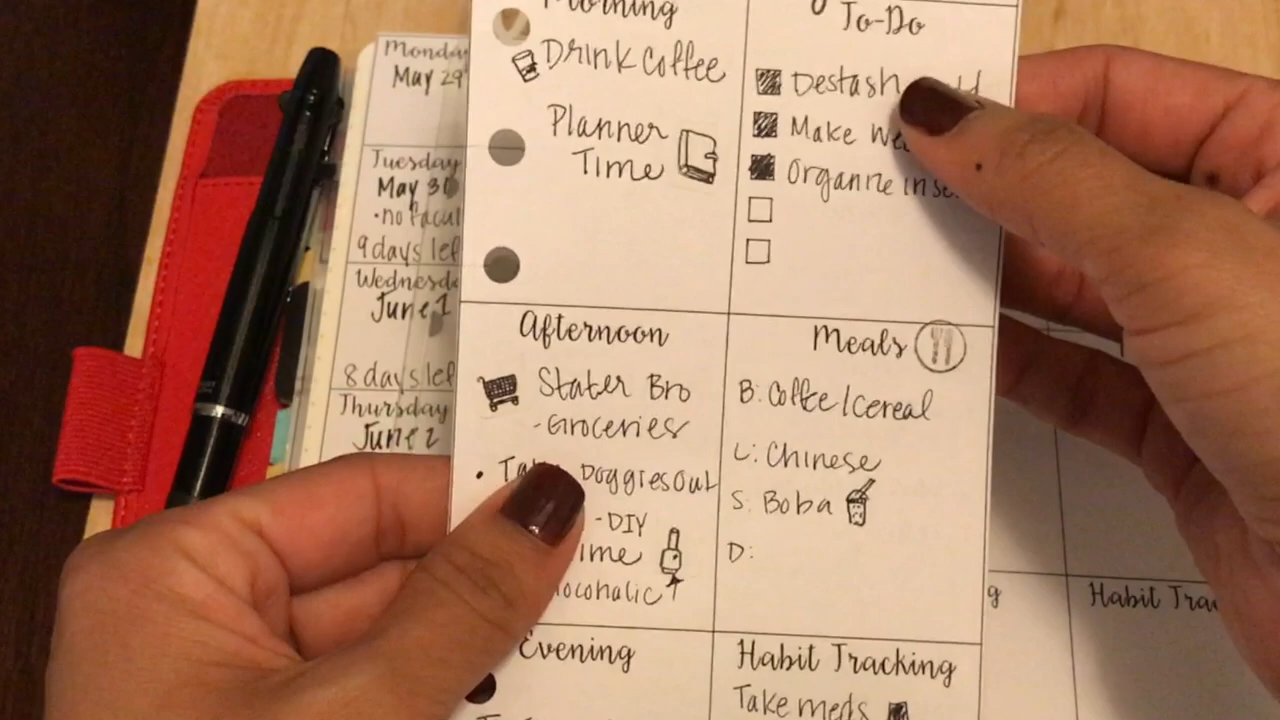 Monday
May 29
Tuesday
May 30
•no
9 days left
Wednesday
June 1
8 days left
Thursday
June 2
Morning
Drink Coffee
Planner
Time
To-Do
Destash
Make
Organize
Afternoon
Stater Bro
-Groceries
• Doggies Out
-DIY
Meals
B: Coffee/Cereal
L: Chinese
S: Boba
D:
Evening
Habit Tracking
Take meds
g
Habit